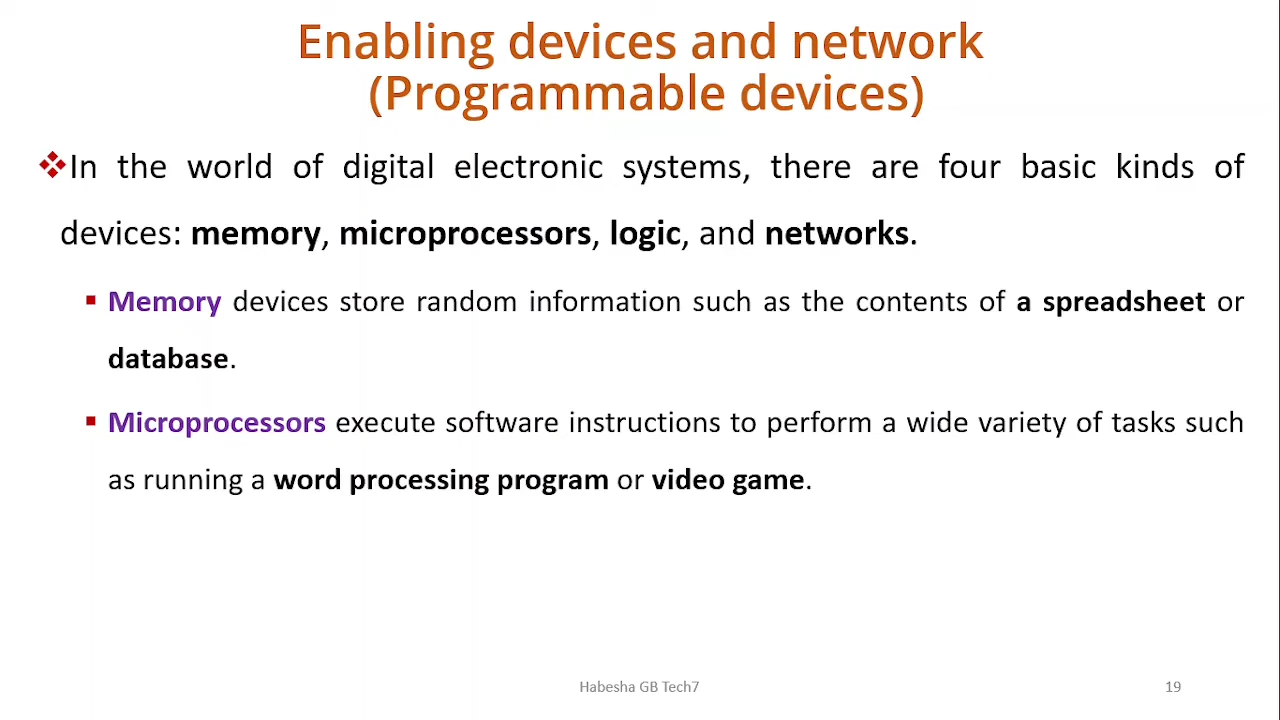 Enabling devices and network
(Programmable devices)
❖In the world of digital electronic systems, there are four basic kinds of
devices: memory, microprocessors, logic, and networks.
▪ Memory devices store random information such as the contents of a spreadsheet or
database.
▪ Microprocessors execute software instructions to perform a wide variety of tasks such
as running a word processing program or video game.
Habesha GB Tech7
19